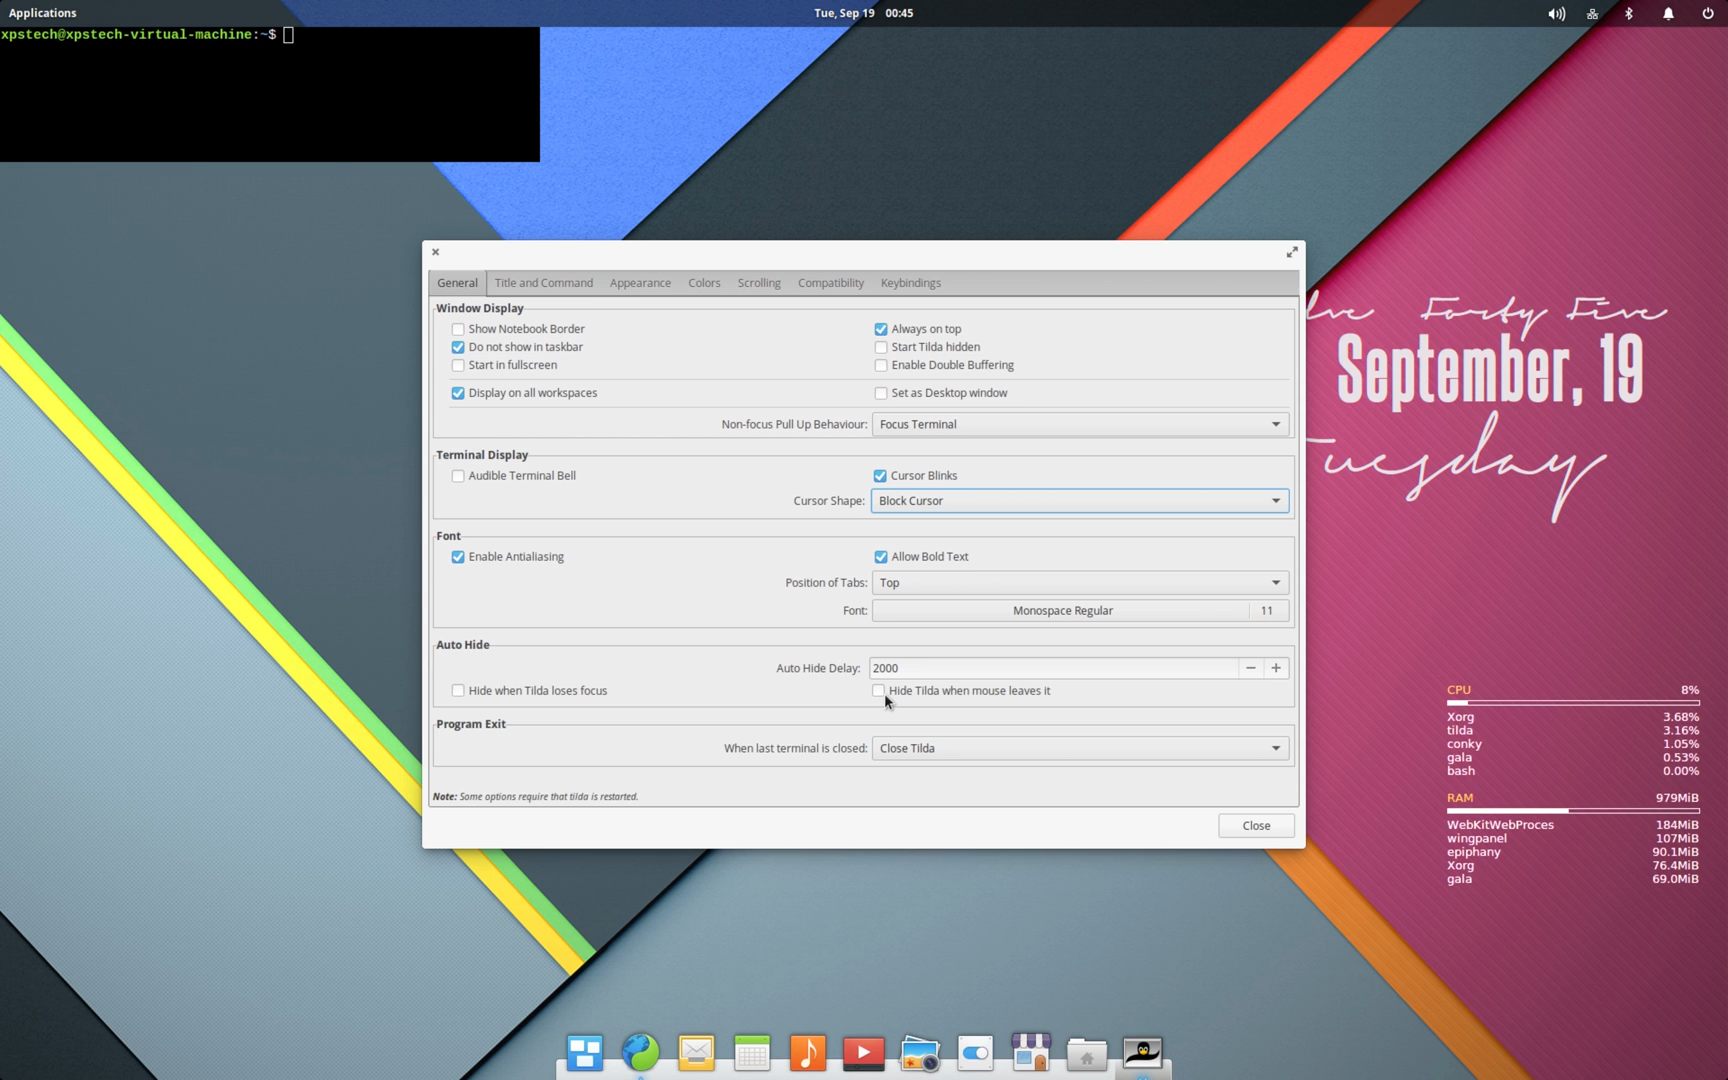 Applications
Tue, Sep 19 00:45
xpstech@xpstech-virtual-machine:~$
General Title and Command Appearance Colors Scrolling Compatibility Keybindings
Window Display
Show Notebook Border
Always on top
Do not show in taskbar
Start Tilda hidden
Start in fullscreen
Enable Double Buffering
Display on all workspaces
Set as Desktop window
Non-focus Pull Up Behaviour: Focus Terminal
Terminal Display
Audible Terminal Bell
Cursor Blinks
Cursor Shape: Block Cursor
Font
Enable Antialiasing
Allow Bold Text
Position of Tabs: Top
Font: Monospace Regular 11
Auto Hide
Auto Hide Delay: 2000
Hide when Tilda loses focus
Hide Tilda when mouse leaves it
Program Exit
When last terminal is closed: Close Tilda
Note: Some options require that tilda is restarted.
Close
Forty Five
September, 19
Tuesday
CPU 8%
Xorg 3.68%
tilda 3.16%
conky 1.05%
gala 0.53%
bash 0.00%
RAM 979MiB
WebKitWebProces 184MiB
wingpanel 107MiB
epiphany 90.1MiB
Xorg 76.4MiB
gala 69.0MiB